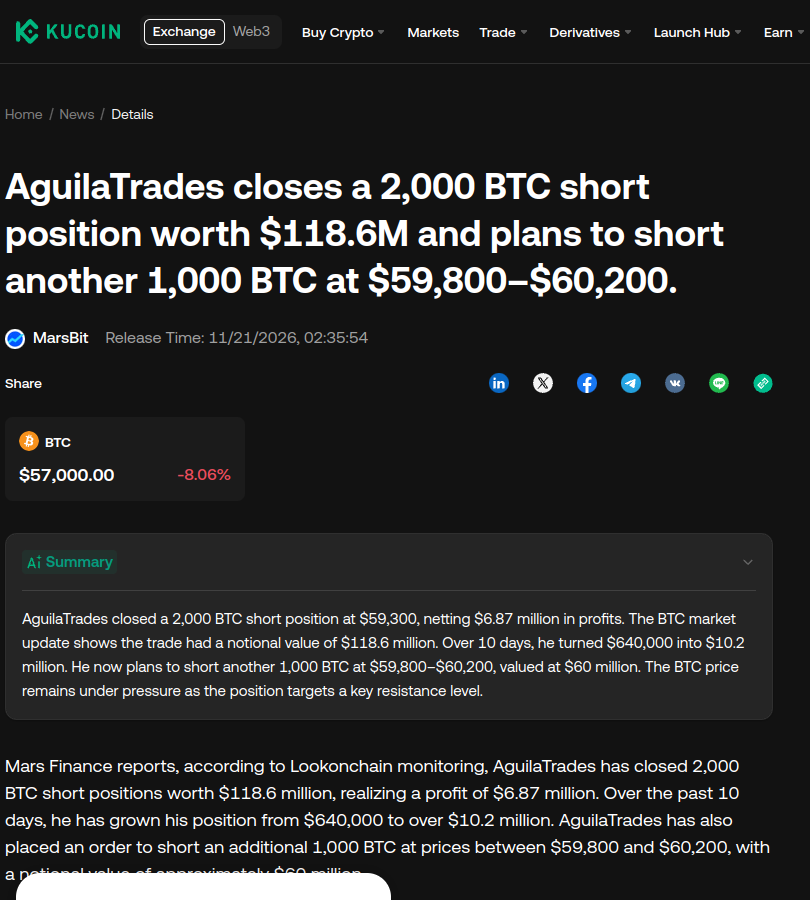 KUCOIN
Exchange Web3 Buy Crypto Markets Trade Derivatives Launch Hub Earn
Home / News / Details
AguilaTrades closes a 2,000 BTC short
position worth $118.6M and plans to short
another 1,000 BTC at $59,800–$60,200.
MarsBit Release Time: 11/21/2026, 02:35:54
Share
BTC
$57,000.00 -8.06%
Ai Summary
AguilaTrades closed a 2,000 BTC short position at $59,300, netting $6.87 million in profits. The BTC market
update shows the trade had a notional value of $118.6 million. Over 10 days, he turned $640,000 into $10.2
million. He now plans to short another 1,000 BTC at $59,800–$60,200, valued at $60 million. The BTC price
remains under pressure as the position targets a key resistance level.
Mars Finance reports, according to Lookonchain monitoring, AguilaTrades has closed 2,000
BTC short positions worth $118.6 million, realizing a profit of $6.87 million. Over the past 10
days, he has grown his position from $640,000 to over $10.2 million. AguilaTrades has also
placed an order to short an additional 1,000 BTC at prices between $59,800 and $60,200, with
a notional value of approximately $60 million.